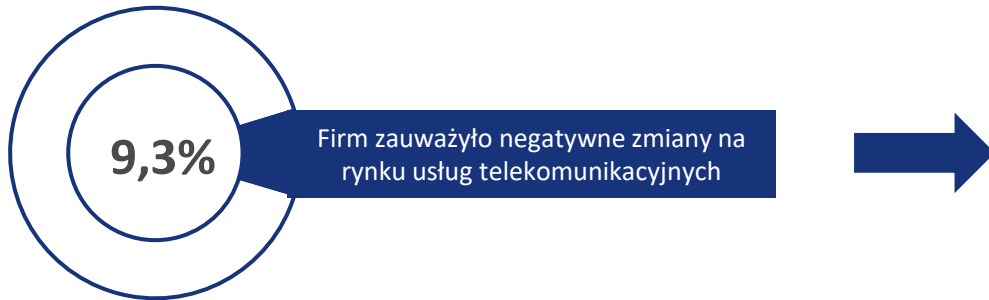 9,3%
Firm zauważyło negatywne zmiany na
rynku usług telekomunikacyjnych